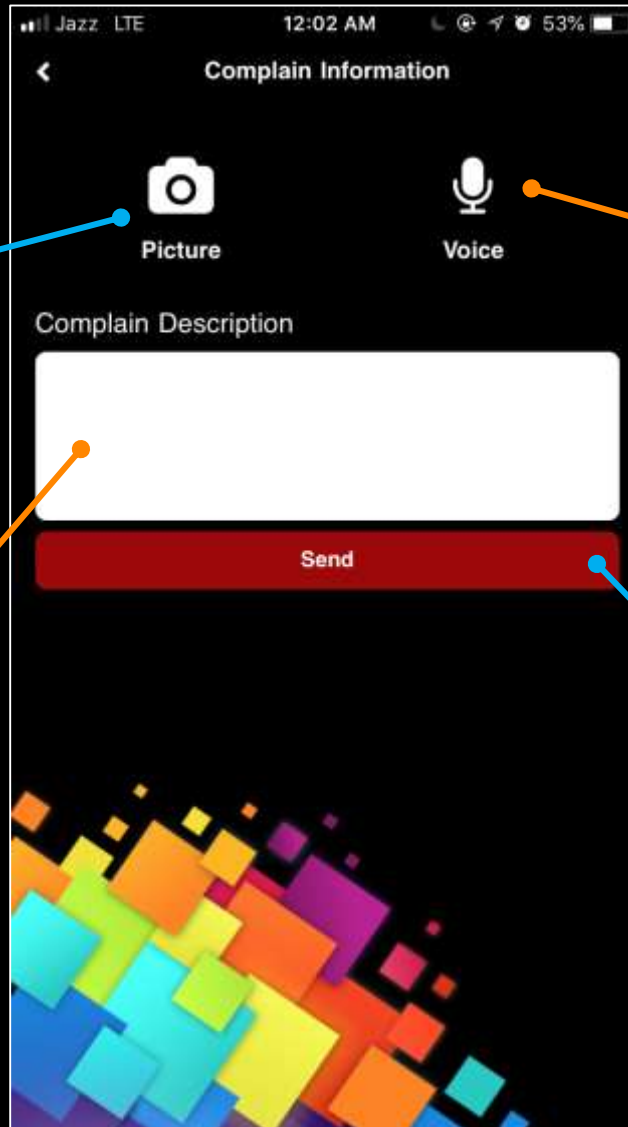 Jazz LTE 12:02 AM 53%
Complain Information
Picture Voice
Complain Description
Send